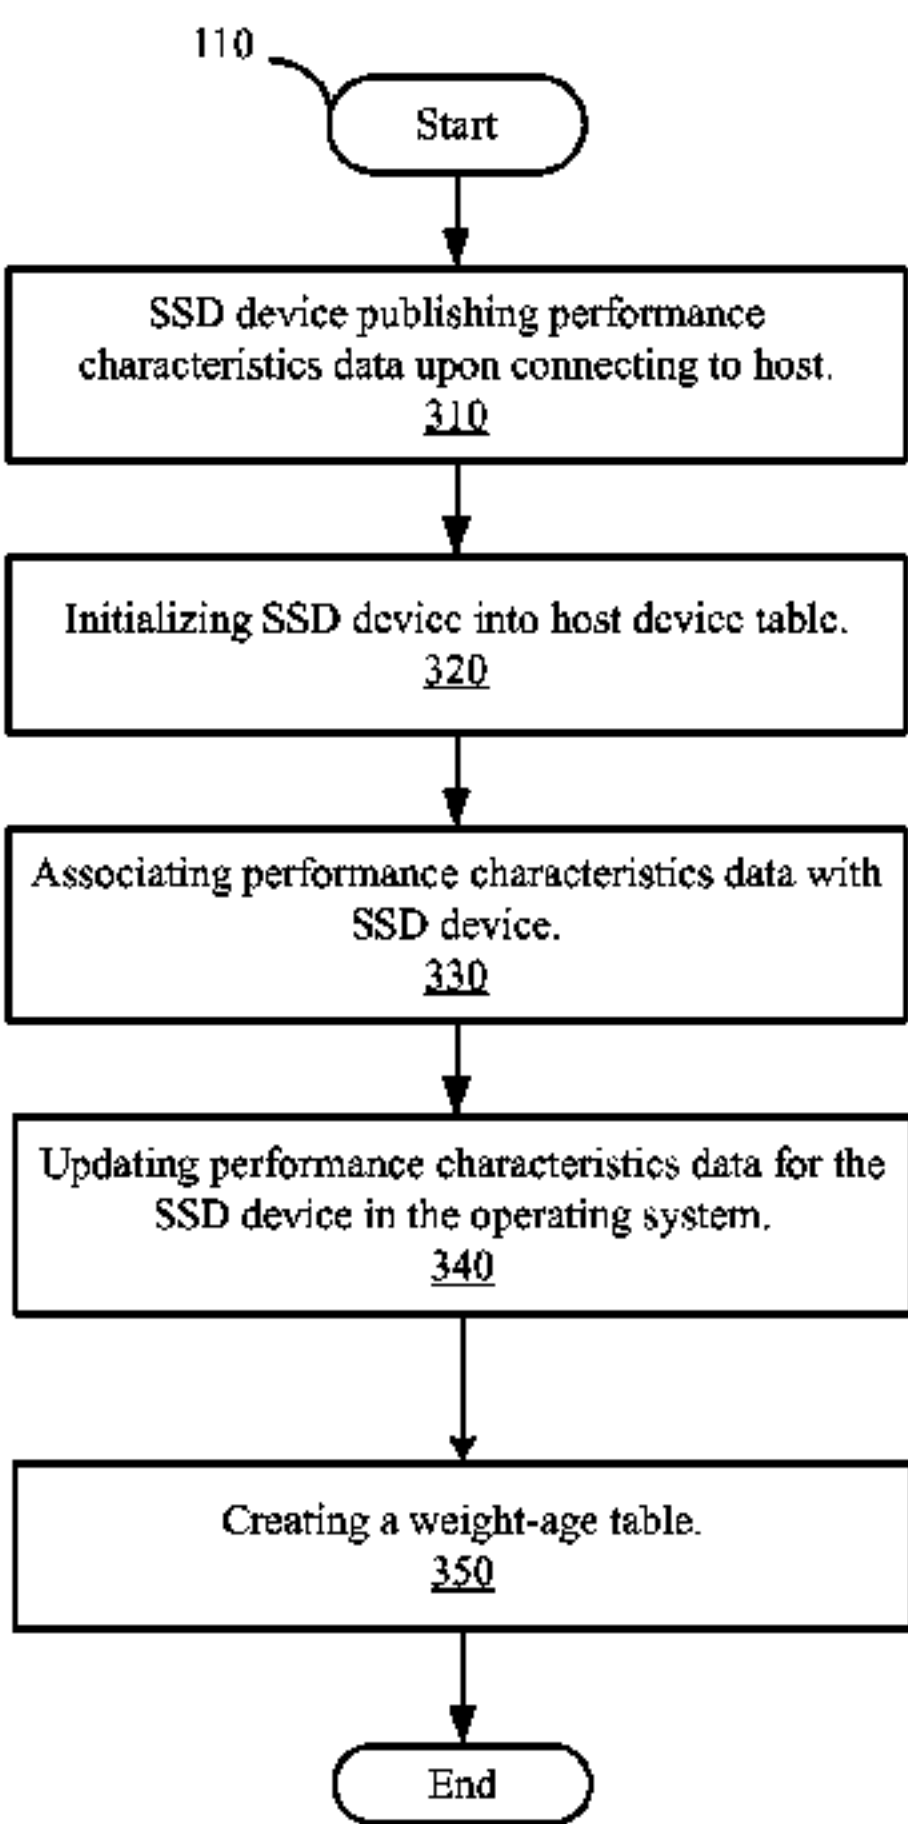 110
Start
SSD device publishing performance
characteristics data upon connecting to host.
310
Initializing SSD device into host device table.
320
Associating performance characteristics data with
SSD device.
330
Updating performance characteristics data for the
SSD device in the operating system.
340
Creating a weight-age table.
350
End